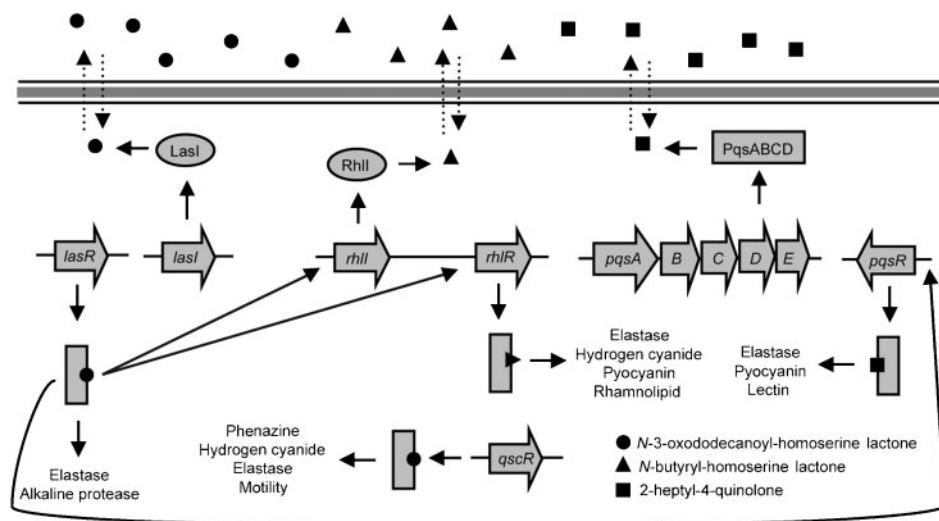 LasI
RhlI
PqsABCD
lasR
lasI
rhlI
rhlR
pqsA
B
C
D
E
pqsR
Elastase
Hydrogen cyanide
Pyocyanin
Rhamnolipid
Elastase
Pyocyanin
Lectin
Elastase
Alkaline protease
Phenazine
Hydrogen cyanide
Elastase
Motility
qscR
N-3-oxododecanoyl-homoserine lactone
N-butyryl-homoserine lactone
2-heptyl-4-quinolone